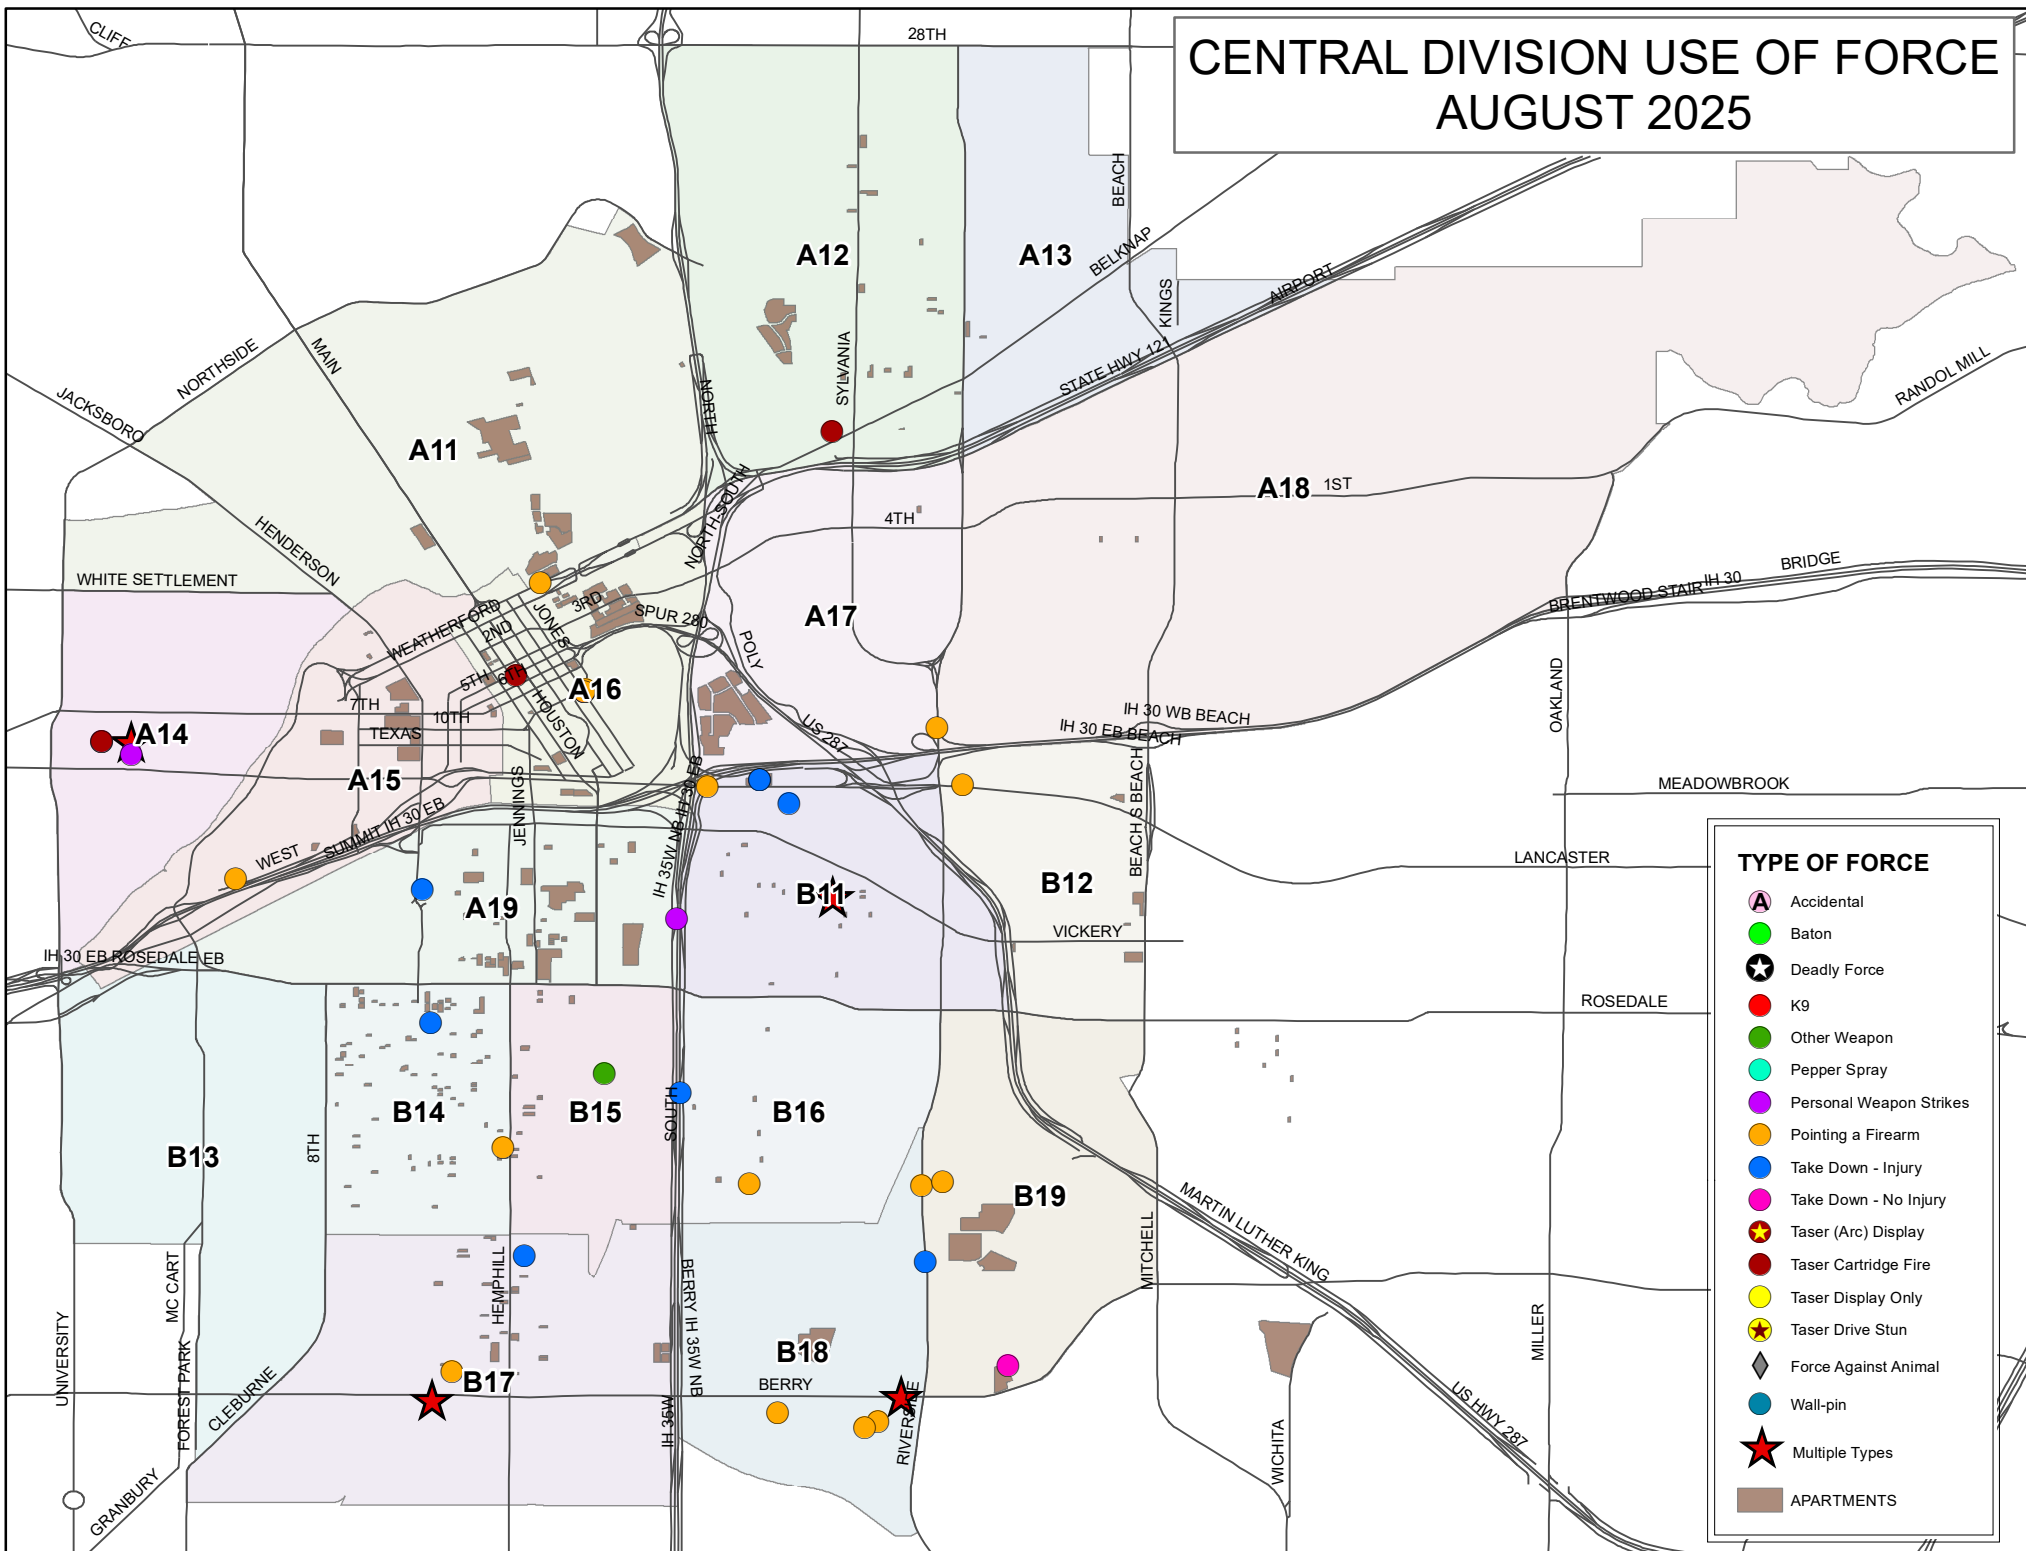 CENTRAL DIVISION USE OF FORCE
AUGUST 2025
CLIFF
28TH
BEACH
A12
A13
BELKNAP
KINGS
AIRPORT
NORTHSIDE
MAIN
SYLVANIA
STATE HWY 121
RANDOL MILL
JACKSBORO
NORTH
A11
A18
1ST
HENDERSON
NORTH-SOUTH
4TH
WHITE SETTLEMENT
BRIDGE
IH 30
BRENTWOOD STAIR
WEATHERFORD
2ND
3RD
JONES
SPUR 280
A17
POLY
5TH
6TH
A16
OAKLAND
7TH
10TH
HOUSTON
TEXAS
A14
US 287
IH 30 WB BEACH
IH 30 EB BEACH
A15
JENNINGS
IH 35W NB IH 30 EB
BEACH S BEACH
MEADOWBROOK
SUMMIT IH 30 EB
WEST
LANCASTER
B11
B12
A19
VICKERY
IH 30 EB ROSEDALE EB
ROSEDALE
B13
8TH
B14
B15
SOUTH
B16
B19
MITCHELL
MARTIN LUTHER KING
MC CART
HEMPHILL
BERRY IH 35W NB
UNIVERSITY
FOREST PARK
CLEBURNE
B17
B18
BERRY
RIVERSIDE
IH 35W
MILLER
WICHITA
US HWY 287
GRANBURY
TYPE OF FORCE
A Accidental
Baton
Deadly Force
K9
Other Weapon
Pepper Spray
Personal Weapon Strikes
Pointing a Firearm
Take Down - Injury
Take Down - No Injury
Taser (Arc) Display
Taser Cartridge Fire
Taser Display Only
Taser Drive Stun
Force Against Animal
Wall-pin
Multiple Types
APARTMENTS